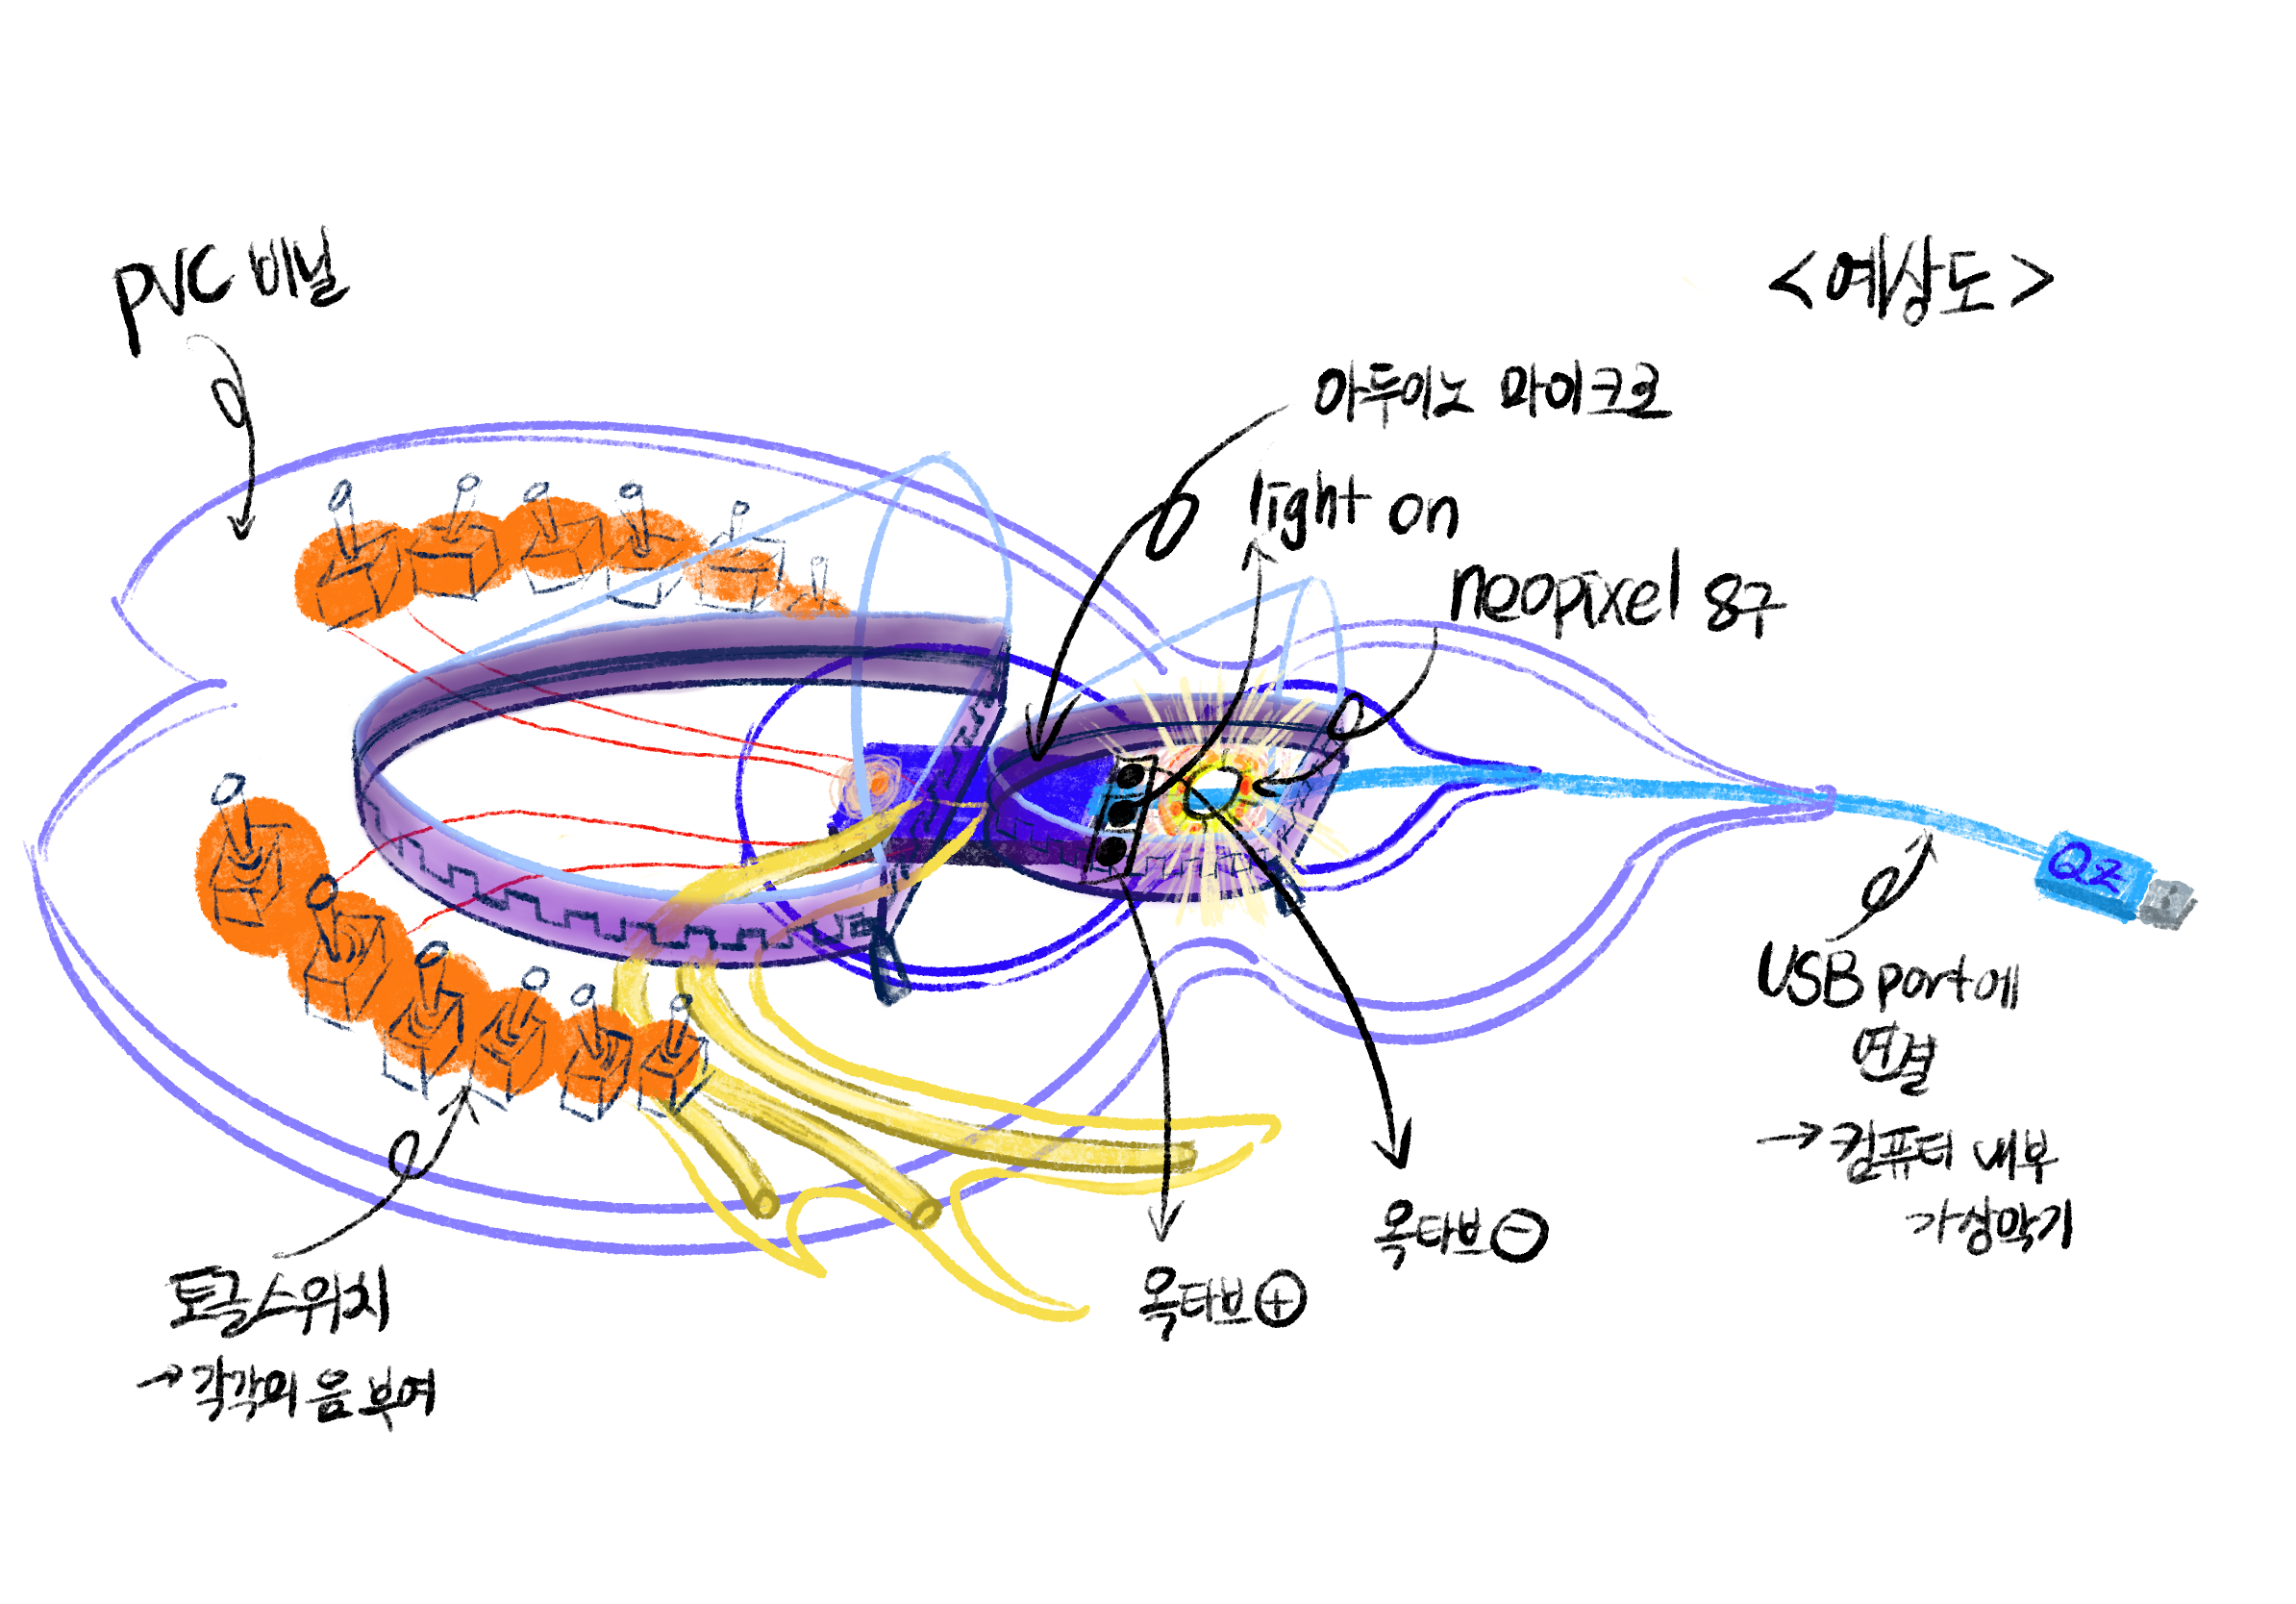 PVC 비닐
<예상도>
아두이노 마이크로
light on
neopixel 8구
QZ
USB port에
연결
→ 컴퓨터 내부
가상악기
옥타브⊖
옥타브⊕
토글스위치
→ 각각의 음 부여